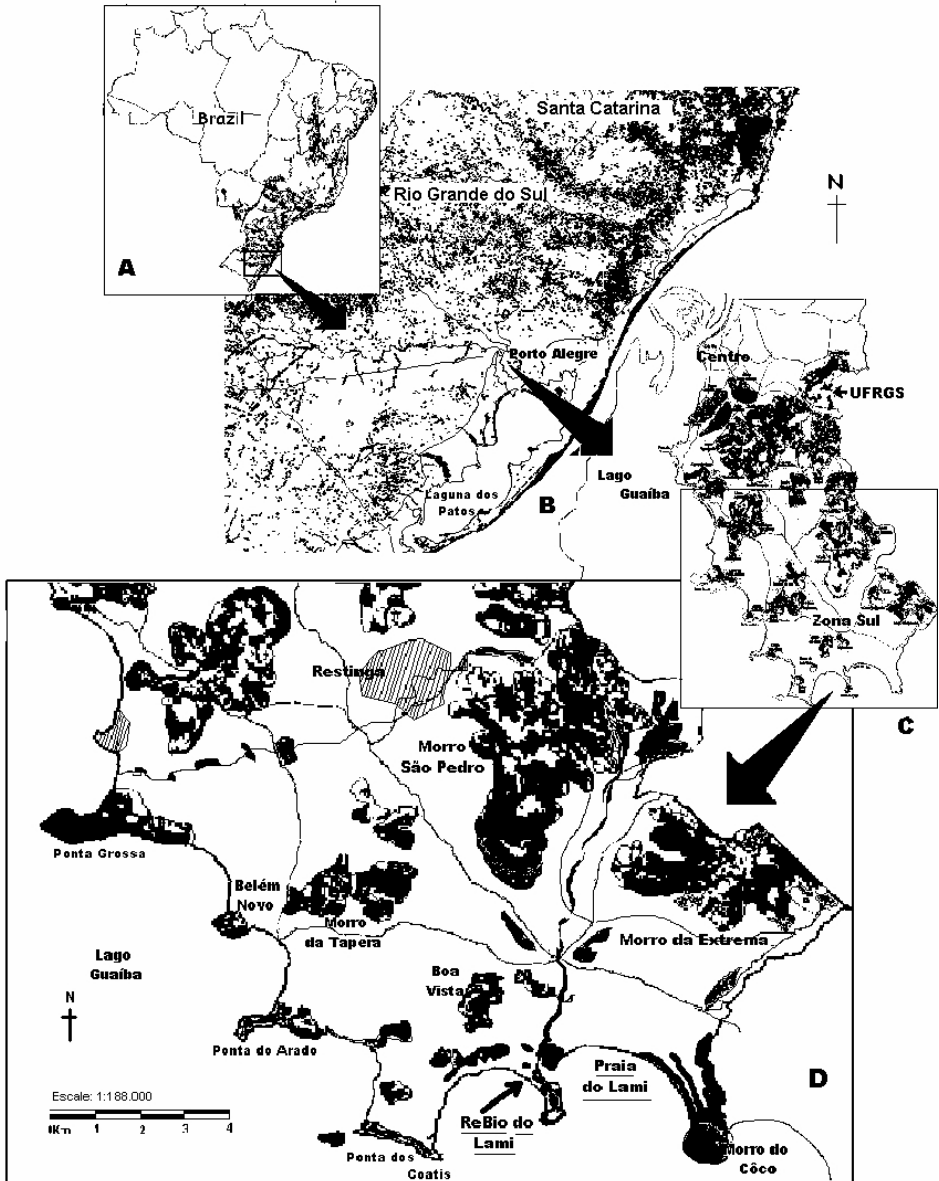 Brazil
A
Santa Catarina
Rio Grande do Sul
N
Porto Alegre
Laguna dos
Patos
B
Centro
UFRGS
Lago
Guaíba
Zona Sul
C
Restinga
Morro
São Pedro
Ponta Grossa
Belém
Novo
Morro
da Tapera
Morro da Extrema
Lago
Guaíba
Boa
Vista
N
Ponta do Arado
Praia
do Lami
D
Escale: 1:188.000
0Km 1 2 3 4
ReBio do
Lami
Ponta dos
Coatis
Morro do
Côco